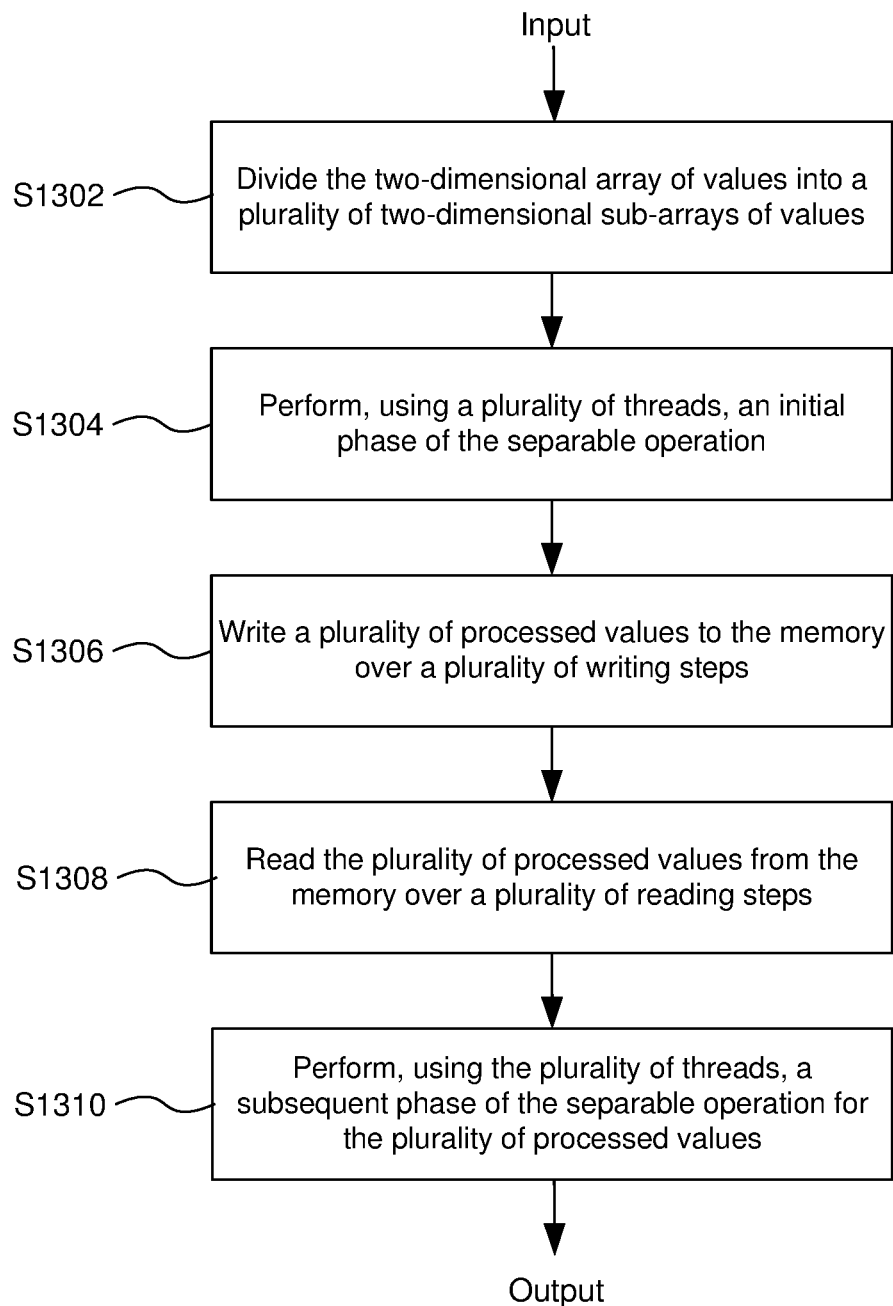 Input
S1302
Divide the two-dimensional array of values into a
plurality of two-dimensional sub-arrays of values
S1304
Perform, using a plurality of threads, an initial
phase of the separable operation
S1306
Write a plurality of processed values to the memory
over a plurality of writing steps
S1308
Read the plurality of processed values from the
memory over a plurality of reading steps
S1310
Perform, using the plurality of threads, a
subsequent phase of the separable operation for
the plurality of processed values
Output